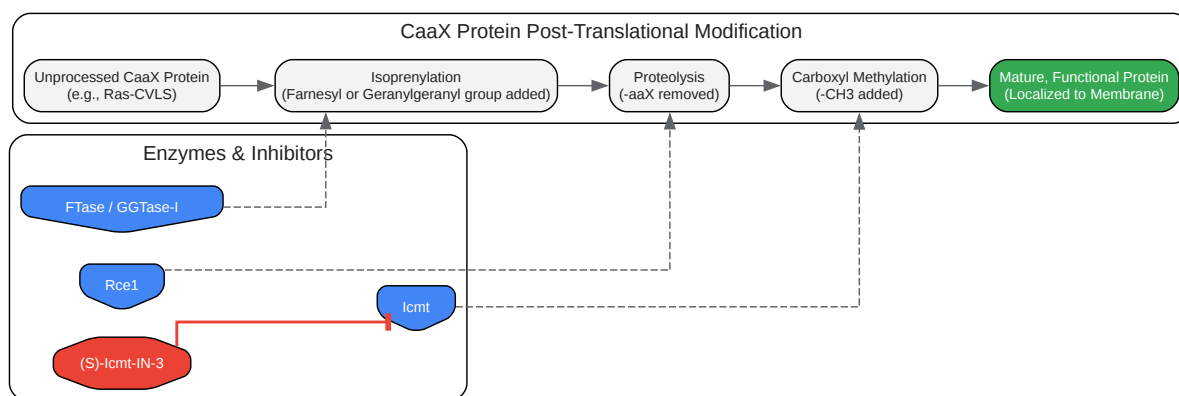 CaaX Protein Post-Translational Modification
Unprocessed CaaX Protein
(e.g., Ras-CVLS)
Isoprenylation
(Farnesyl or Geranylgeranyl group added)
Proteolysis
(-aaX removed)
Carboxyl Methylation
(-CH3 added)
Mature, Functional Protein
(Localized to Membrane)
Enzymes & Inhibitors
FTase / GGTase-I
Rce1
Icmt
(S)-Icmt-IN-3